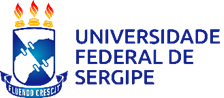 UNIVERSIDADE
FEDERAL DE
SERGIPE
FLUENDO CRESCIT